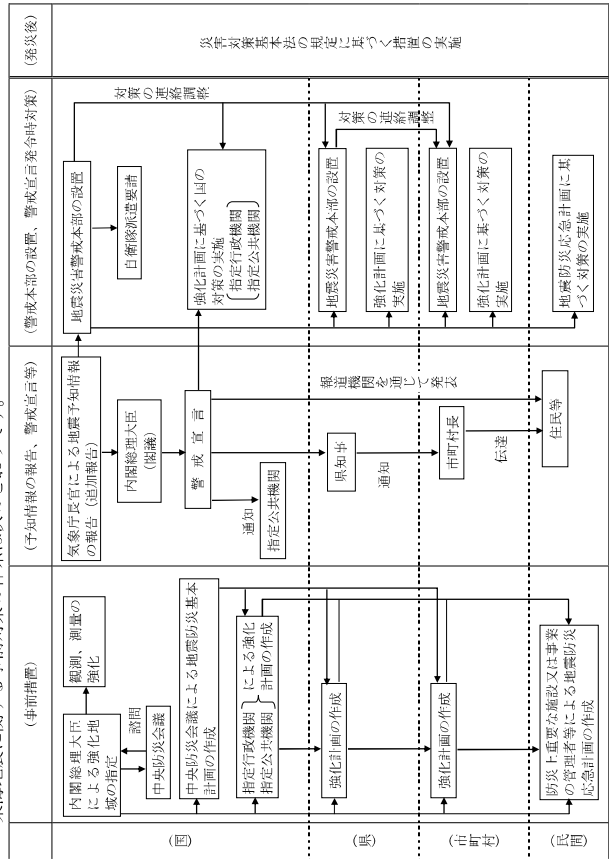 (事前措置)
(予知情報の報告、警戒宣言等)
(警戒本部の設置、警戒宣言発令時対策)
(発災後)
(国)
内閣総理大臣
による強化地
域の指定
観測、測量の
強化
諮問
中央防災会議
中央防災会議による地震防災基本
計画の作成
指定行政機関
指定公共機関
による強化
計画の作成
気象庁長官による地震予知情報
の報告(追加報告)
内閣総理大臣
(閣議)
警戒宣言
通知
指定公共機関
地震災害警戒本部の設置
自衛隊派遣要請
対策の連絡調整
強化計画に基づく国の
対策の実施
指定行政機関
指定公共機関
災害対策基本法の規定に基づく措置の実施
(県)
強化計画の作成
県知事
通知
報道機関を通じて発表
地震災害警戒本部の設置
対策の連絡調整
強化計画に基づく対策の
実施
(市町村)
強化計画の作成
市町村長
伝達
地震災害警戒本部の設置
強化計画に基づく対策の
実施
(民間)
防災上重要な施設又は事業
の管理者等による地震防災
応急計画の作成
住民等
地震防災応急計画に基
づく対策の実施